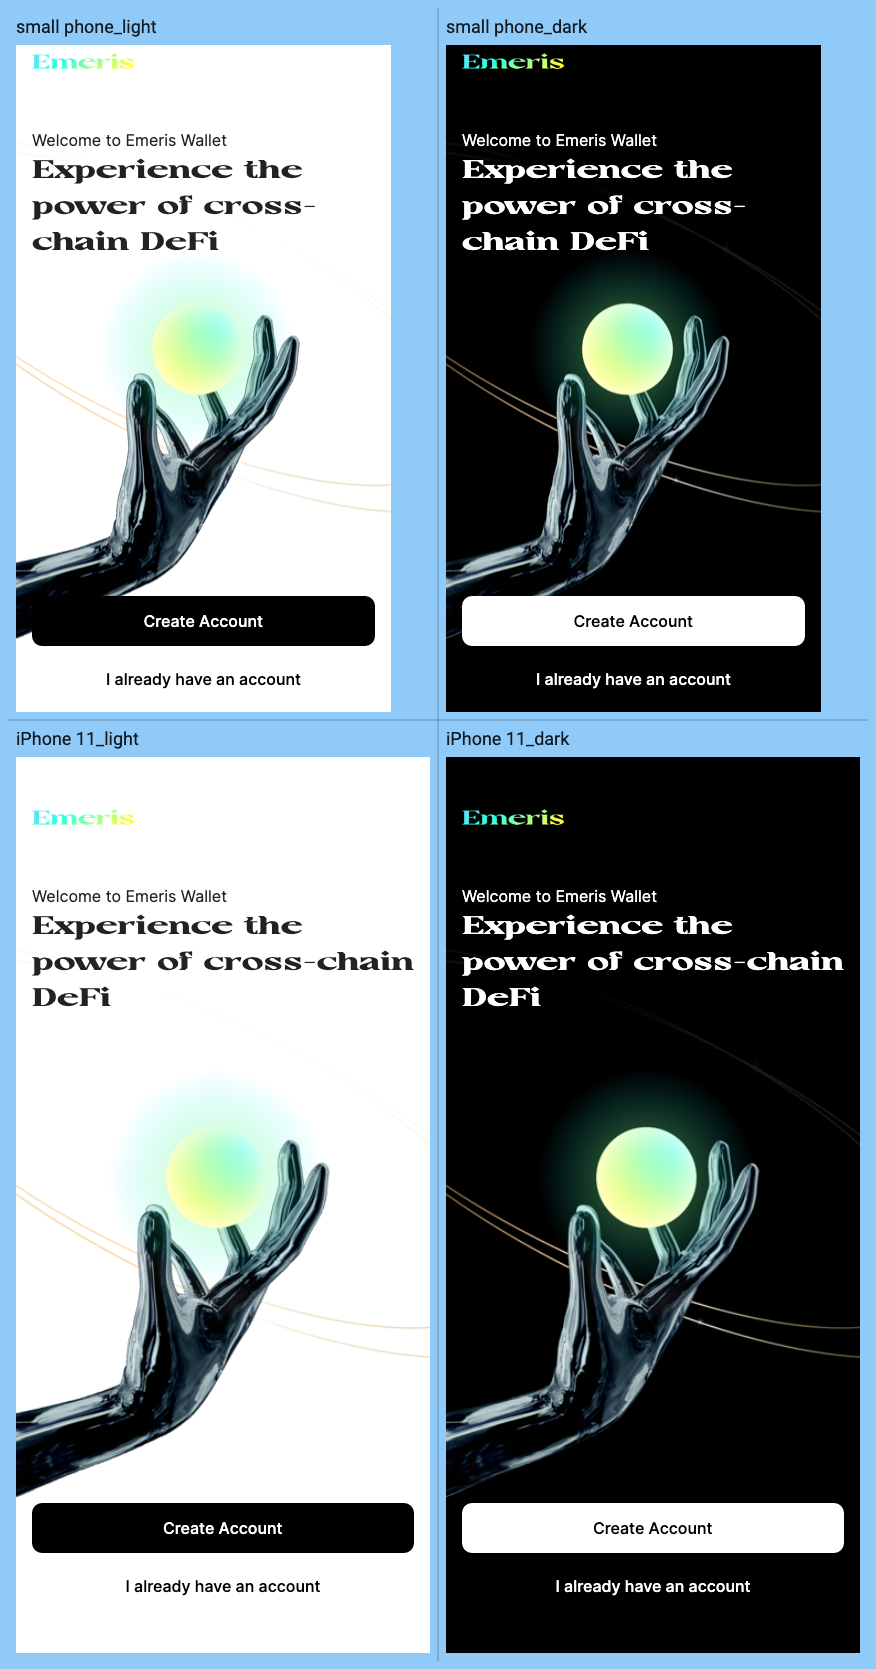 small phone_light
Emeris
Welcome to Emeris Wallet
Experience the
power of cross-
chain DeFi
Create Account
I already have an account
small phone_dark
Emeris
Welcome to Emeris Wallet
Experience the
power of cross-
chain DeFi
Create Account
I already have an account
iPhone 11_light
Emeris
Welcome to Emeris Wallet
Experience the
power of cross-chain
DeFi
Create Account
I already have an account
iPhone 11_dark
Emeris
Welcome to Emeris Wallet
Experience the
power of cross-chain
DeFi
Create Account
I already have an account